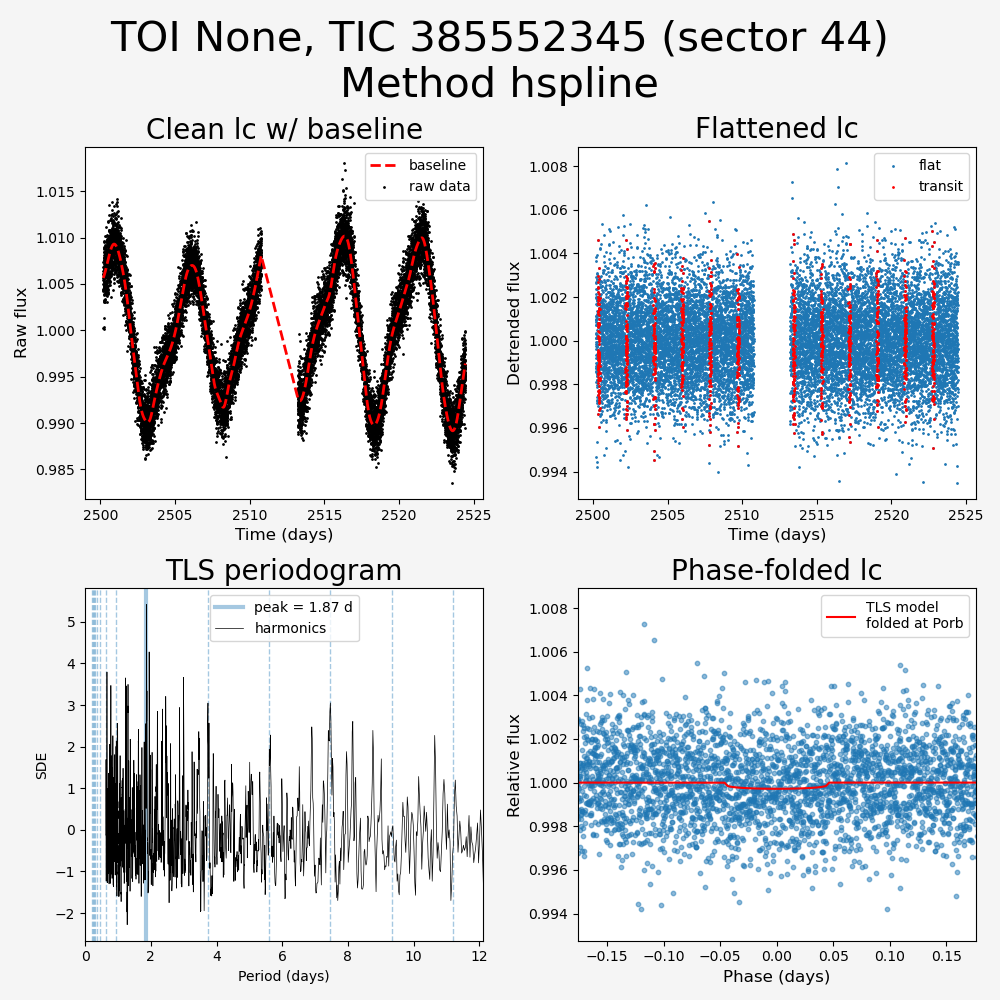 TOI None, TIC 385552345 (sector 44)
Method hspline
Clean lc w/ baseline
baseline
raw data
Raw flux
1.015
1.010
1.005
1.000
0.995
0.990
0.985
2500 2505 2510 2515 2520 2525
Time (days)
Flattened lc
flat
transit
Detrended flux
1.008
1.006
1.004
1.002
1.000
0.998
0.996
0.994
2500 2505 2510 2515 2520 2525
Time (days)
TLS periodogram
peak = 1.87 d
harmonics
SDE
5
4
3
2
1
0
−1
−2
0 2 4 6 8 10 12
Period (days)
Phase-folded lc
TLS model
folded at Porb
Relative flux
1.008
1.006
1.004
1.002
1.000
0.998
0.996
0.994
−0.15 −0.10 −0.05 0.00 0.05 0.10 0.15
Phase (days)